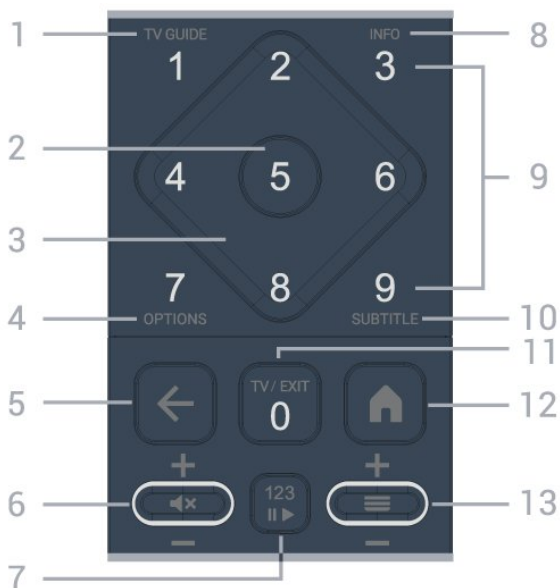 1 TV GUIDE INFO 8
1 2 3
2 4 5 6 9
3
7 8 9
4 OPTIONS SUBTITLE 10
11
5 TV / EXIT 12
0
+ +
6 123 13
− −
7